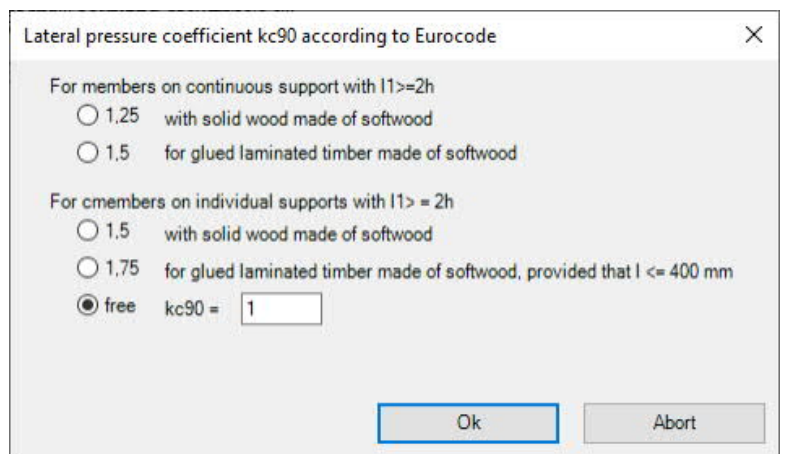 Lateral pressure coefficient kc90 according to Eurocode
For members on continuous support with l1>=2h
1,25 with solid wood made of softwood
1,5 for glued laminated timber made of softwood
For cmembers on individual supports with l1> = 2h
1,5 with solid wood made of softwood
1,75 for glued laminated timber made of softwood, provided that l <= 400 mm
free kc90 = 1
Ok Abort